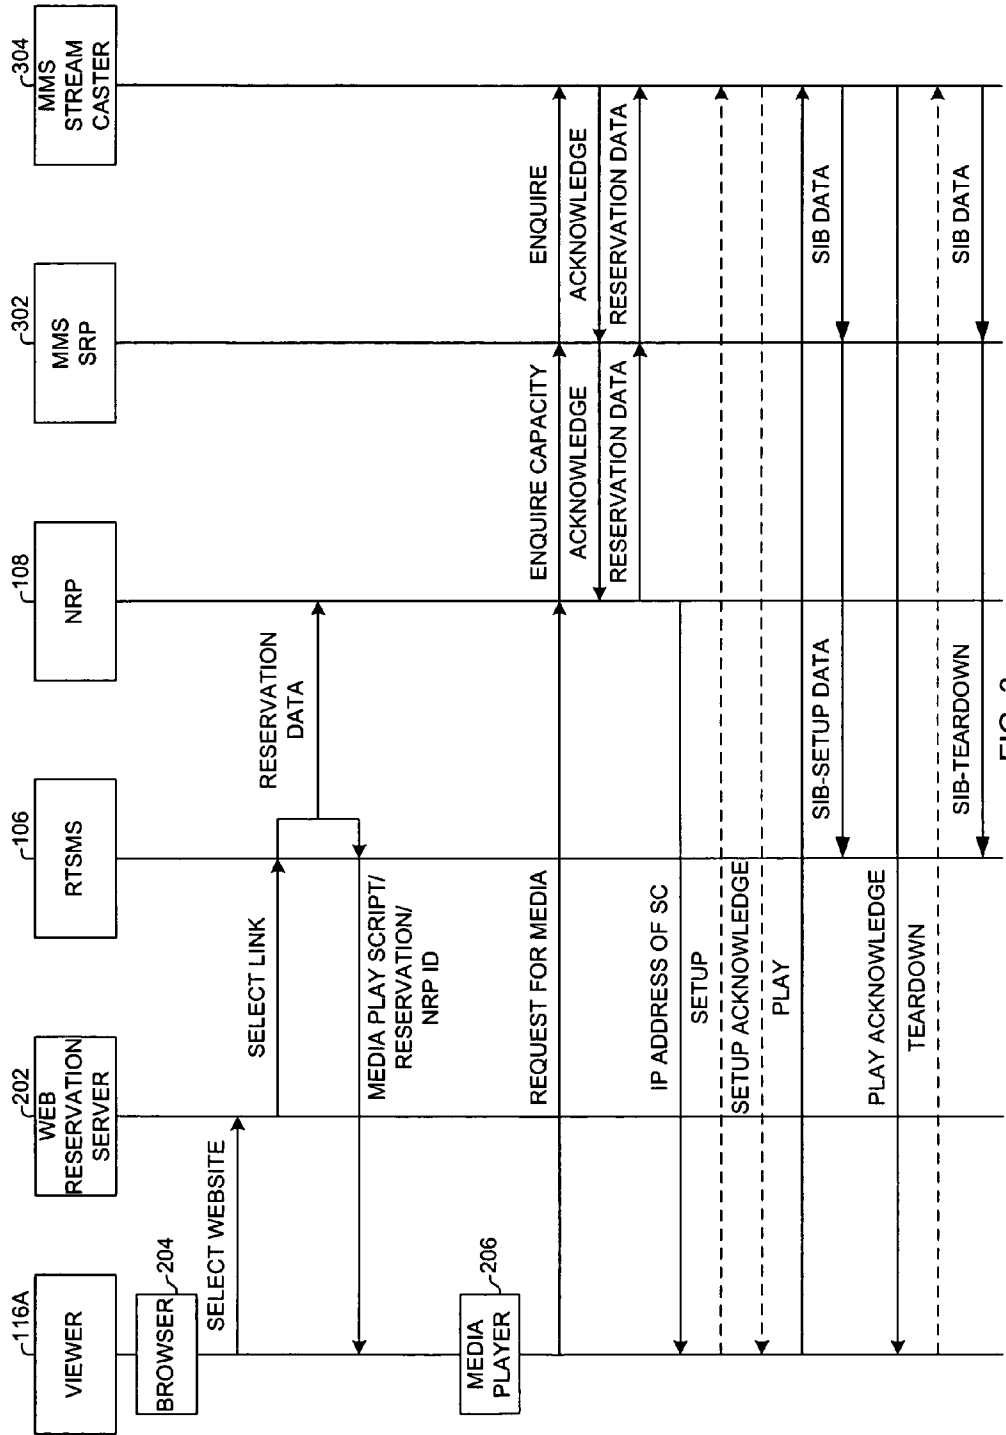 116A
VIEWER
202
WEB
RESERVATION
SERVER
106
RTSMS
108
NRP
302
MMS
SRP
304
MMS
STREAM
CASTER
BROWSER
204
SELECT WEBSITE
SELECT LINK
RESERVATION
DATA
MEDIA PLAY SCRIPT/
RESERVATION/
NRP ID
MEDIA
PLAYER
206
REQUEST FOR MEDIA
ENQUIRE CAPACITY
ENQUIRE
ACKNOWLEDGE
ACKNOWLEDGE
RESERVATION DATA
RESERVATION DATA
IP ADDRESS OF SC
SETUP
SETUP ACKNOWLEDGE
PLAY
SIB-SETUP DATA
SIB DATA
PLAY ACKNOWLEDGE
TEARDOWN
SIB-TEARDOWN
SIB DATA
FIG.